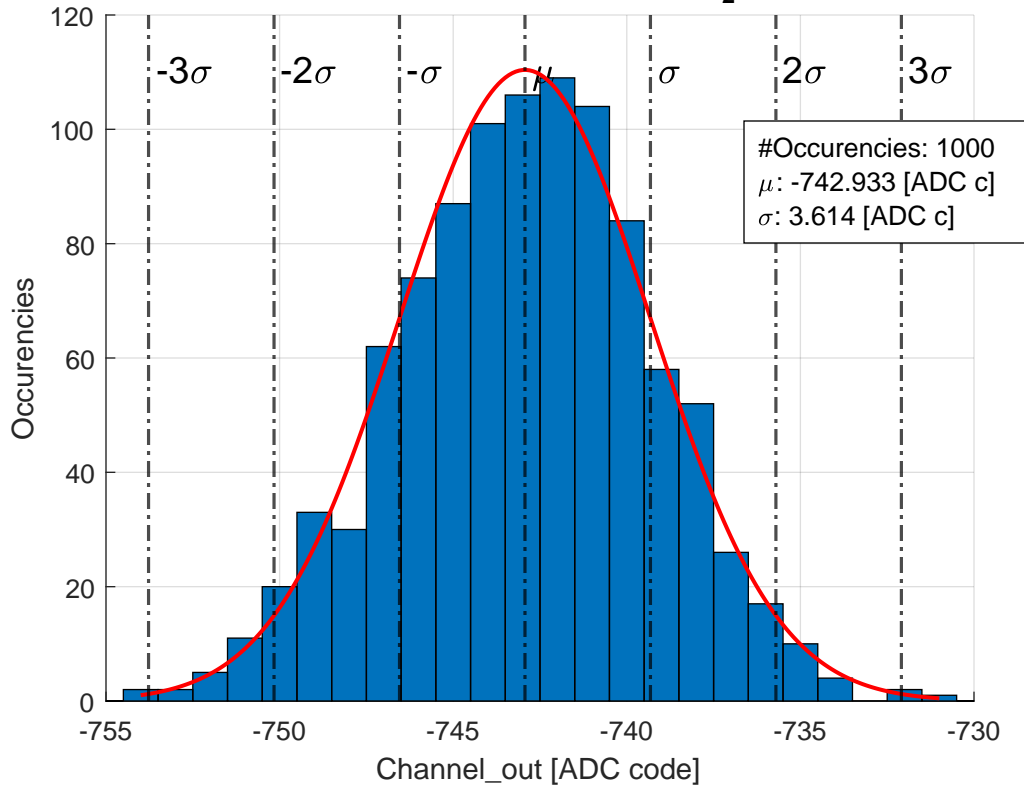 120
100
80
60
40
20
0
-3σ
-2σ
-σ
μ
σ
2σ
3σ
#Occurencies: 1000
μ: -742.933 [ADC c]
σ: 3.614 [ADC c]
Occurencies
-755
-750
-745
-740
-735
-730
Channel_out [ADC code]